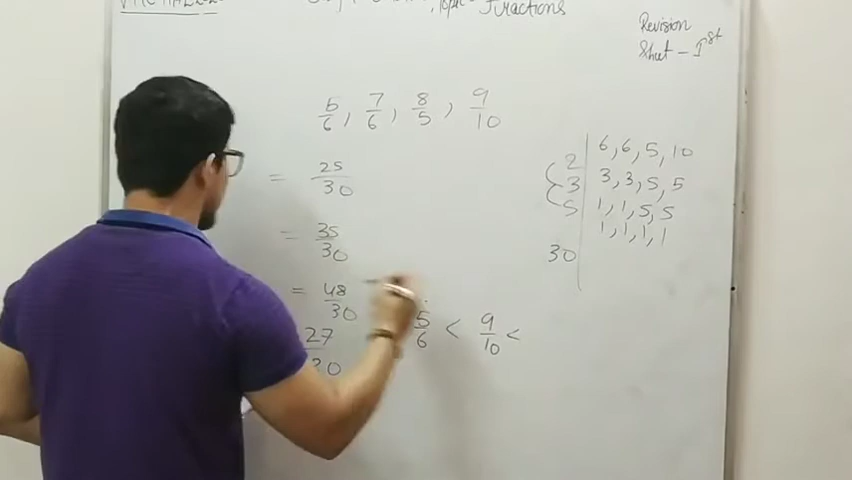 Topic - Fractions
Revision
Sheet - Ist
5/6, 7/6, 8/5, 9/10
= 25/30
= 35/30
= 48/30
27/30
5/6 < 9/10 <
2 | 6, 6, 5, 10
3 | 3, 3, 5, 5
5 | 1, 1, 5, 5
1, 1, 1, 1
30